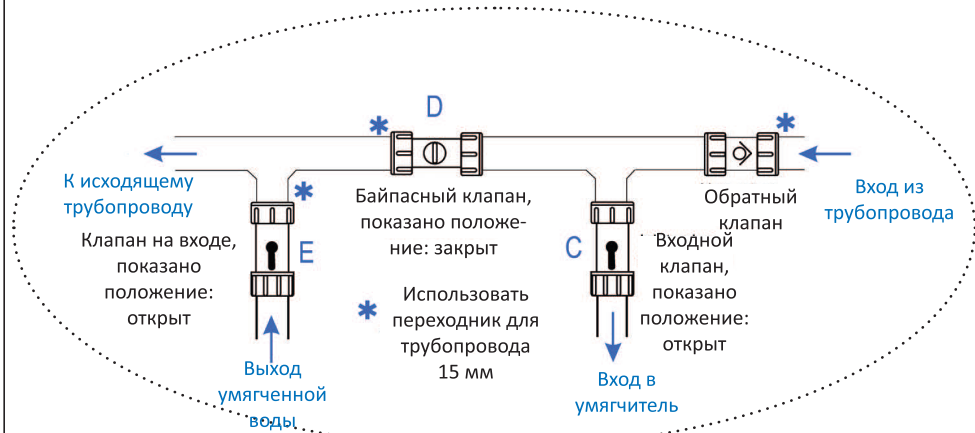 D
К исходящему
трубопроводу
Байпасный клапан,
показано положе-
ние: закрыт
Обратный
клапан
Вход из
трубопровода
Клапан на входе,
показано
положение:
открыт
E
C
Входной
клапан,
показано
положение:
открыт
* Использовать
переходник для
трубопровода
15 мм
Выход
умягченной
воды
Вход в
умягчитель